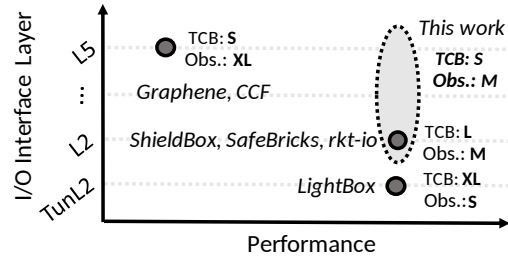 This work
L5
TCB: S
Obs.: XL
TCB: S
Obs.: M
...
Graphene, CCF
L2
ShieldBox, SafeBricks, rkt-io
TCB: L
Obs.: M
TunL2
LightBox
TCB: XL
Obs.:S
I/O Interface Layer
Performance